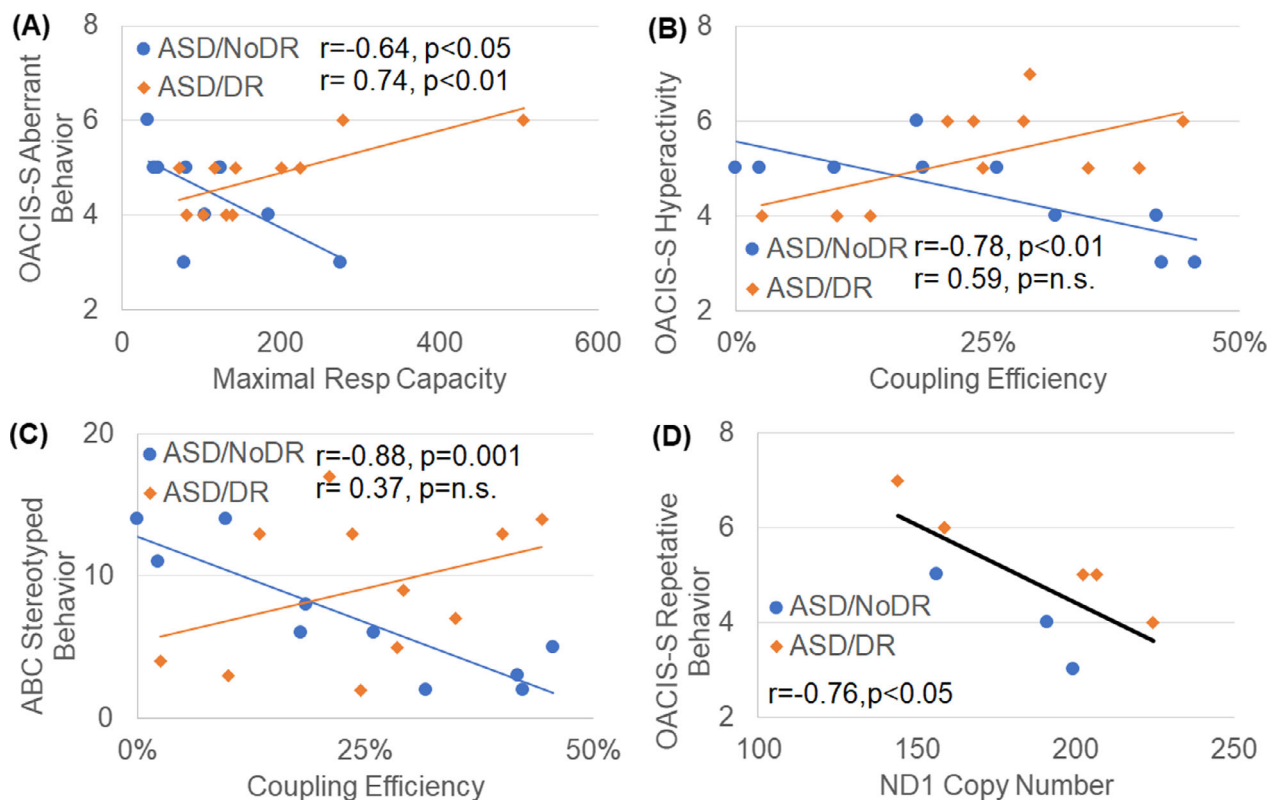 (A)
OACIS-S Aberrant
Behavior
8
6
4
2
ASD/NoDR r=-0.64, p<0.05
ASD/DR r= 0.74, p<0.01
0 200 400 600
Maximal Resp Capacity
(B)
OACIS-S Hyperactivity
8
6
4
2
ASD/NoDR r=-0.78, p<0.01
ASD/DR r= 0.59, p=n.s.
0% 25% 50%
Coupling Efficiency
(C)
ABC Stereotyped
Behavior
20
10
0
ASD/NoDR r=-0.88, p=0.001
ASD/DR r= 0.37, p=n.s.
0% 25% 50%
Coupling Efficiency
(D)
OACIS-S Repetative
Behavior
8
6
4
2
ASD/NoDR
ASD/DR
r=-0.76,p<0.05
100 150 200 250
ND1 Copy Number